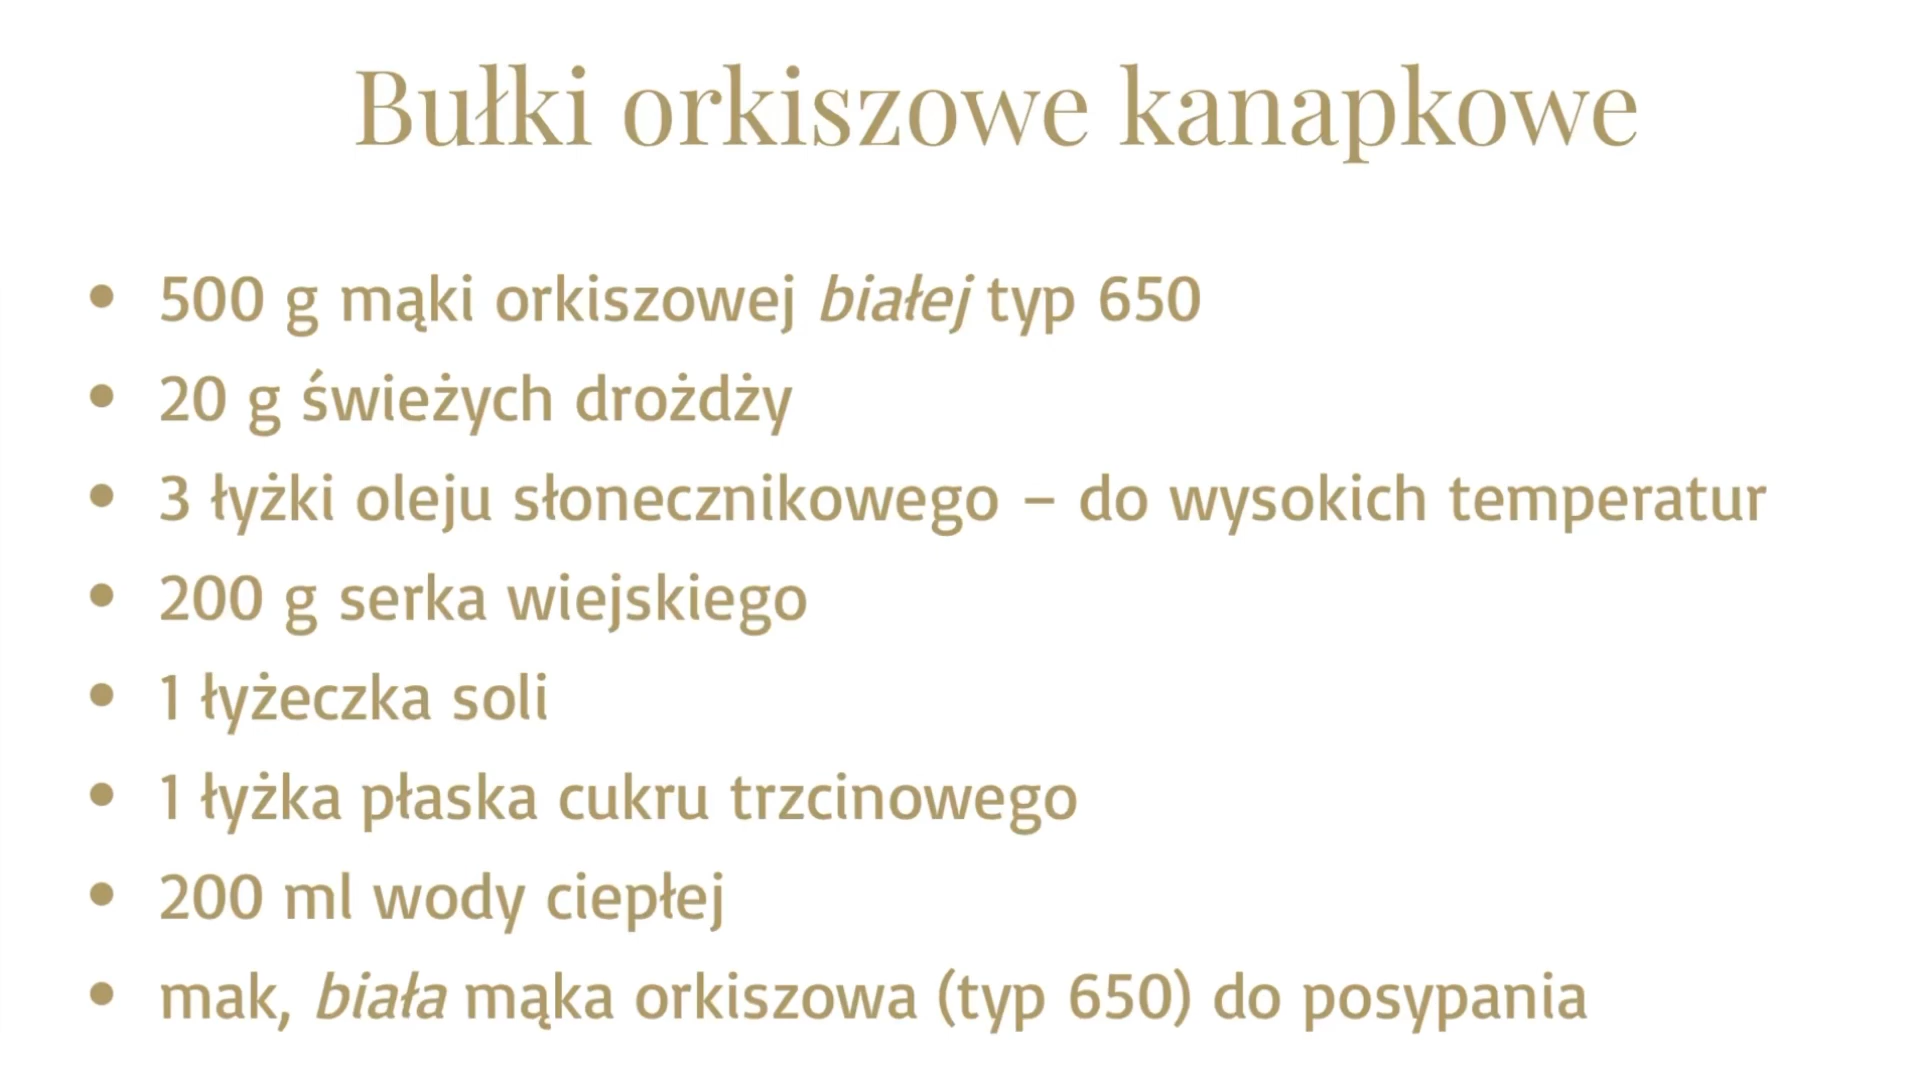 Bułki orkiszowe kanapkowe
• 500 g mąki orkiszowej białej typ 650
• 20 g świeżych drożdży
• 3 łyżki oleju słonecznikowego – do wysokich temperatur
• 200 g serka wiejskiego
• 1 łyżeczka soli
• 1 łyżka płaska cukru trzcinowego
• 200 ml wody ciepłej
• mak, biała mąka orkiszowa (typ 650) do posypania